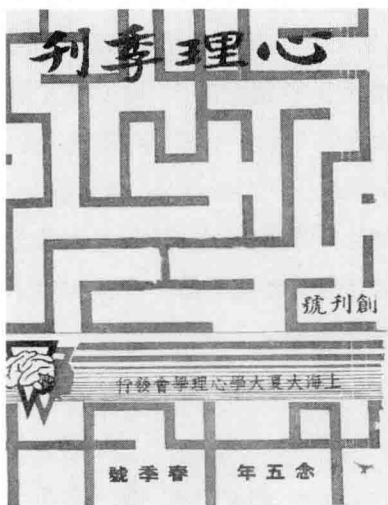 心理季刊
創刊號
上海大夏大學心理學會發行
念五年 春季號